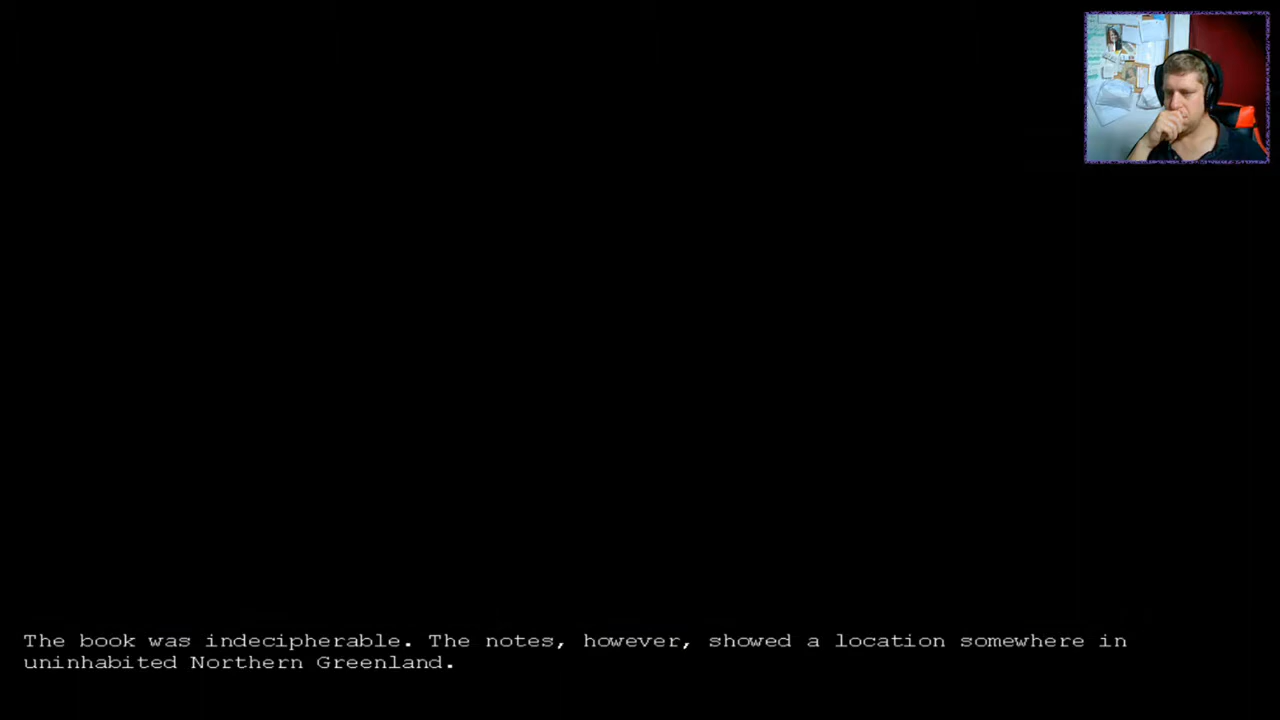 The book was indecipherable. The notes, however, showed a location somewhere in
uninhabited Northern Greenland.